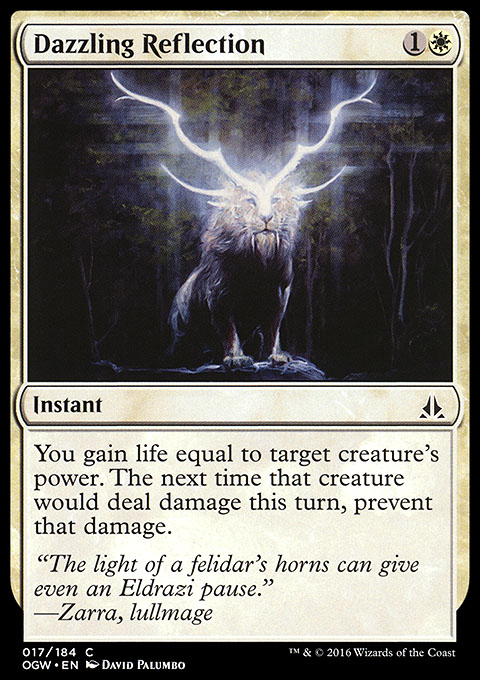 Dazzling Reflection 1
Instant
You gain life equal to target creature's
power. The next time that creature
would deal damage this turn, prevent
that damage.
"The light of a felidar's horns can give
even an Eldrazi pause."
—Zarra, lullmage
017/184 C
OGW • EN DAVID PALUMBO
™ & © 2016 Wizards of the Coast